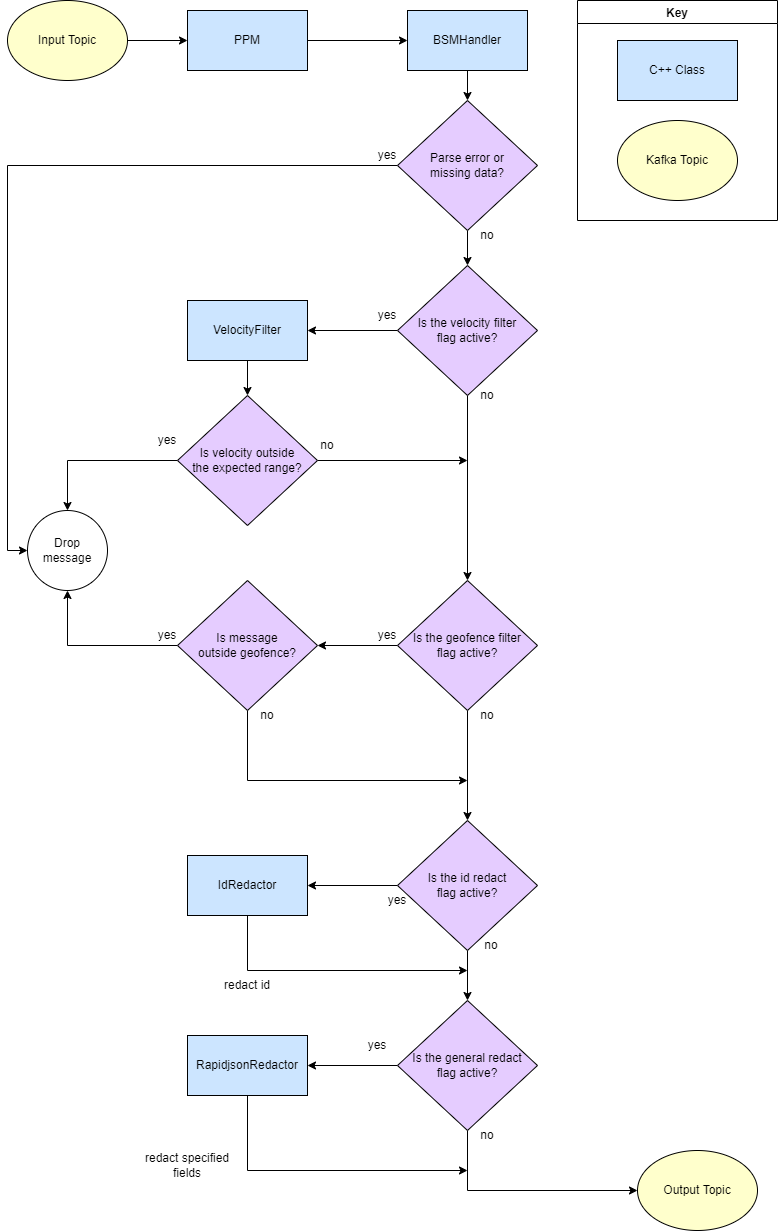 Input Topic
PPM
BSMHandler
Key
C++ Class
Kafka Topic
Parse error or
missing data?
yes
no
Is the velocity filter
flag active?
yes
no
VelocityFilter
Is velocity outside
the expected range?
yes
no
Drop
message
Is the geofence filter
flag active?
yes
no
Is message
outside geofence?
yes
no
Is the id redact
flag active?
yes
no
IdRedactor
redact id
Is the general redact
flag active?
yes
no
RapidjsonRedactor
redact specified
fields
Output Topic